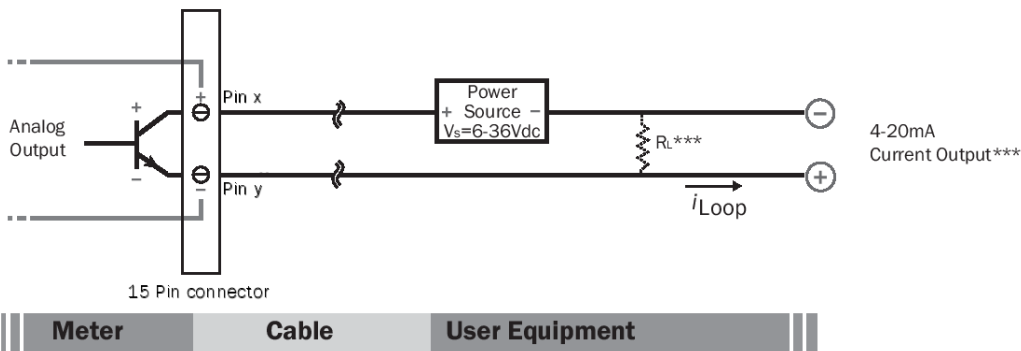 Analog
Output
+
−
+
Pin x
−
Pin y
15 Pin connector
Power
+ Source −
Vs=6-36Vdc
RL***
iLoop
−
+
4-20mA
Current Output***
Meter
Cable
User Equipment